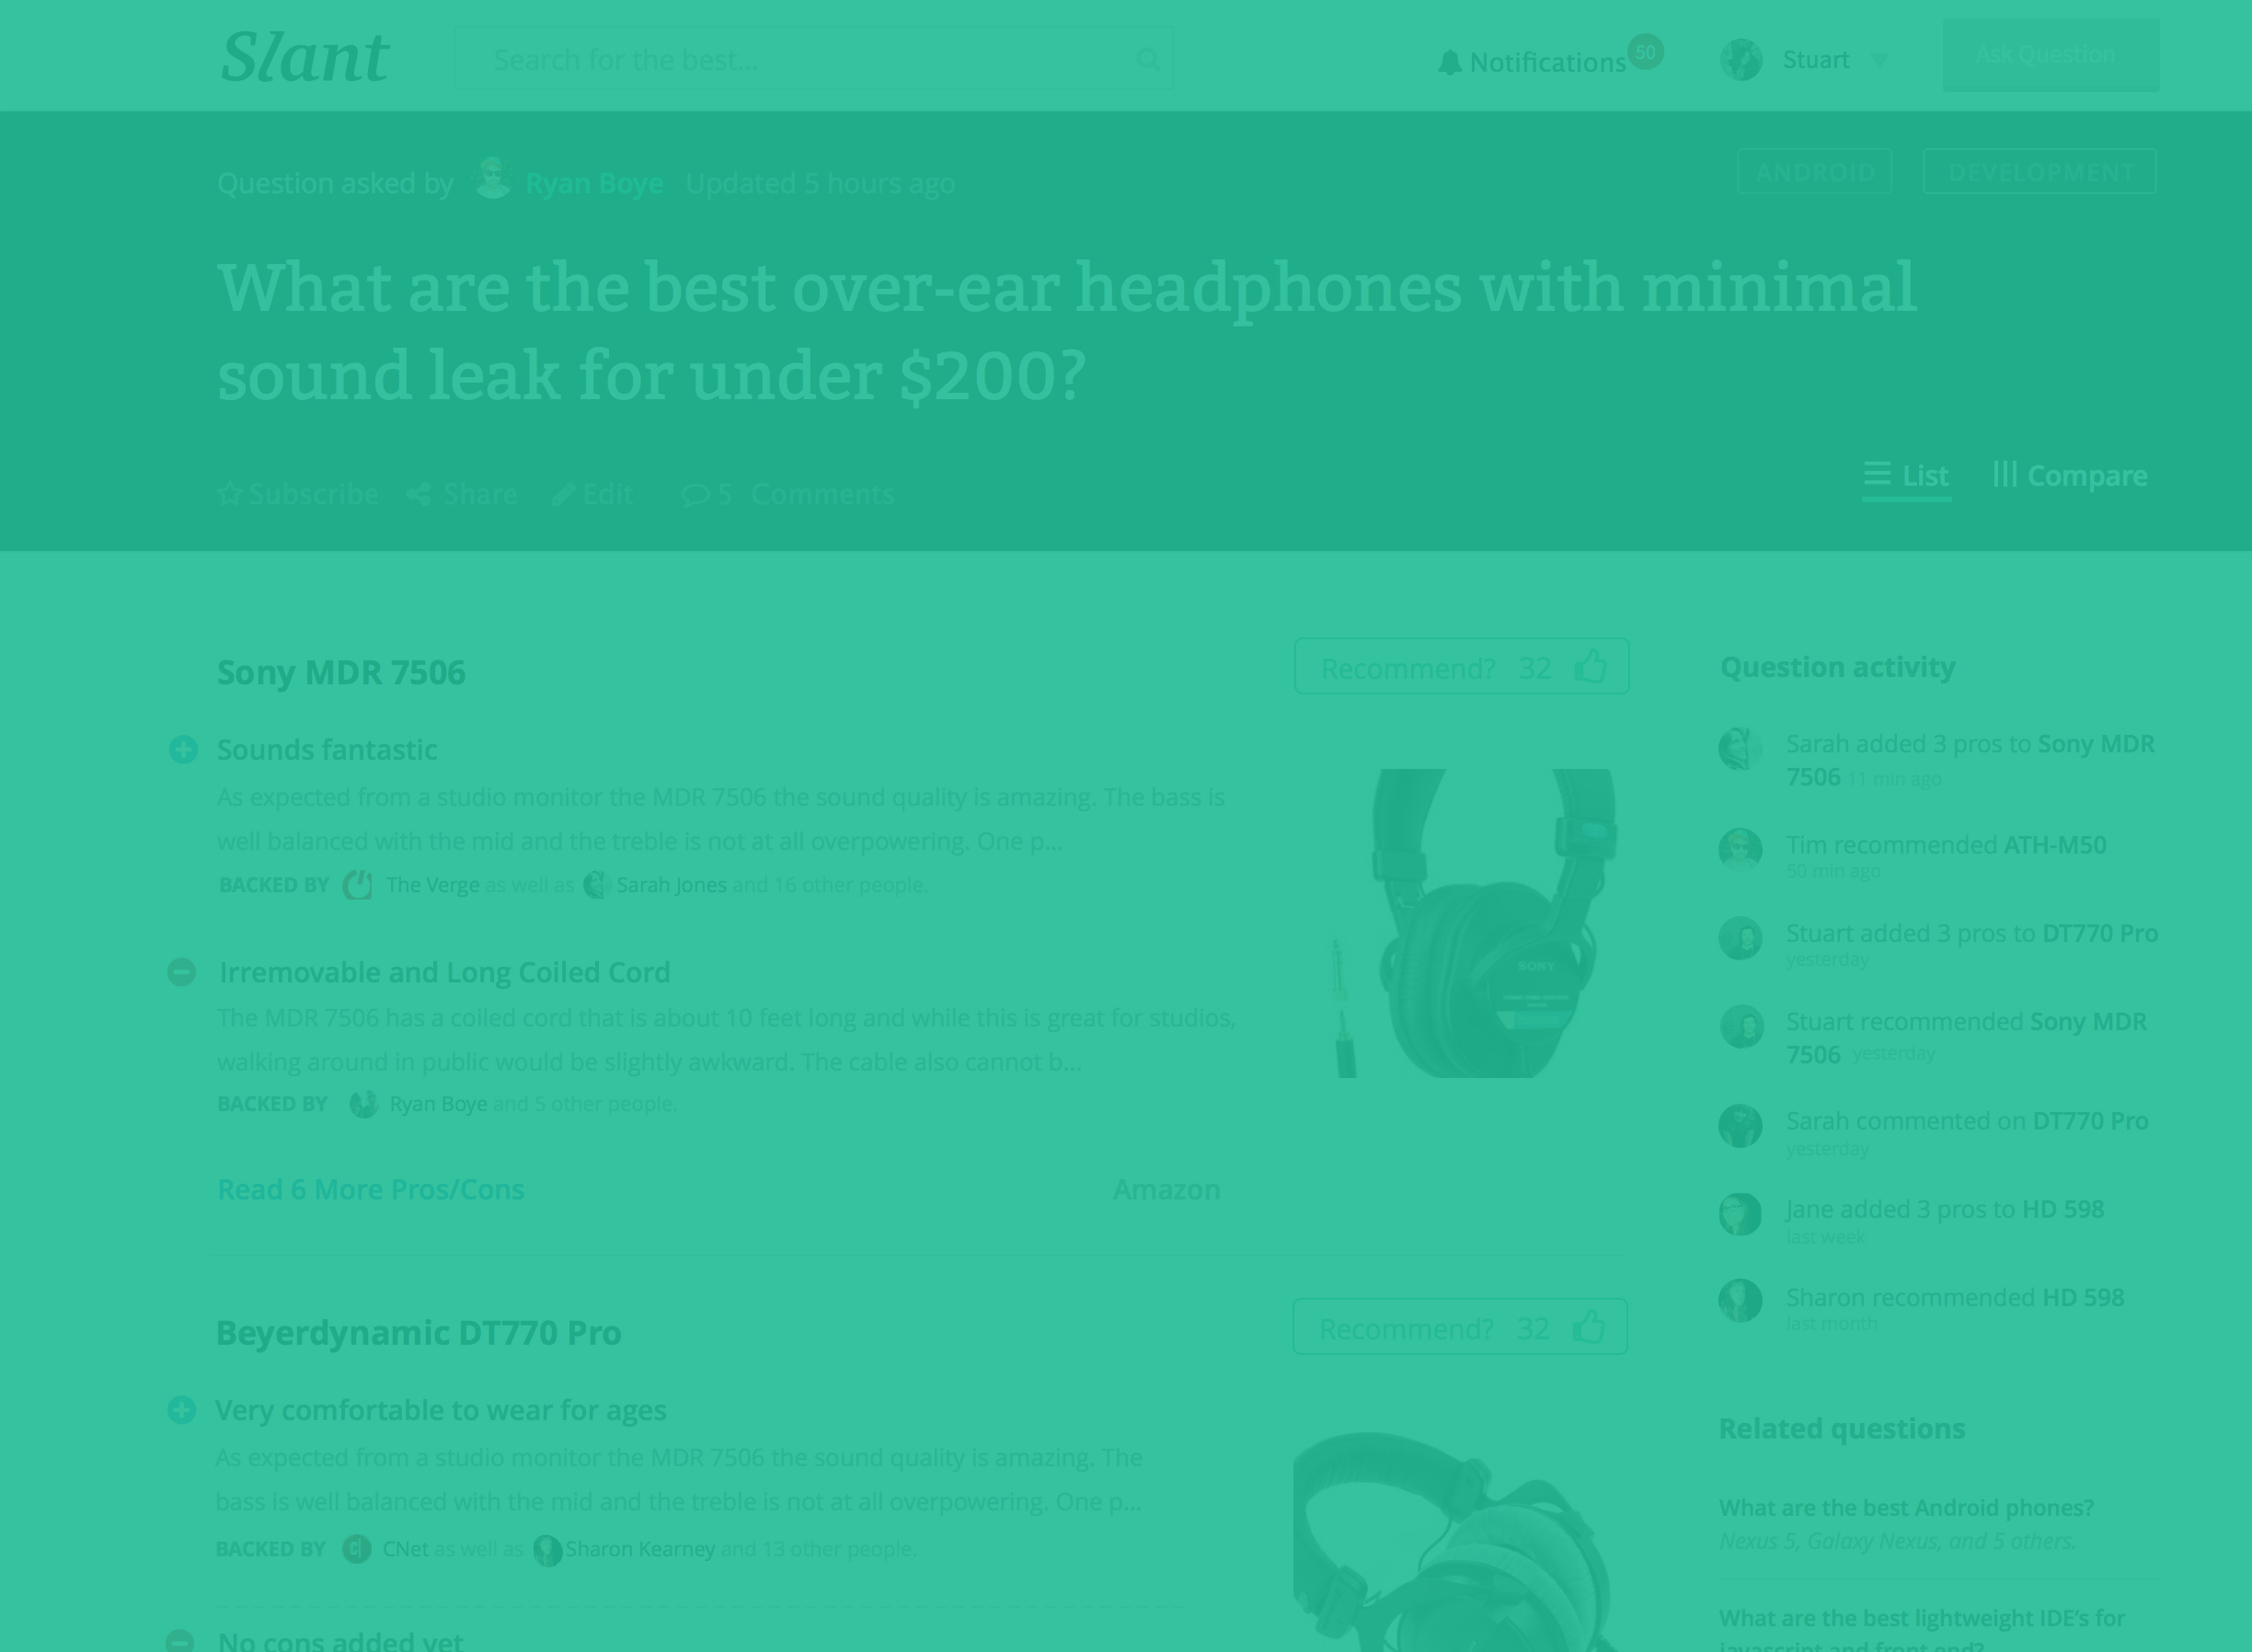 Slant
Search for the best...
Notifications 50
Stuart
Ask Question
Question asked by Ryan Boye Updated 5 hours ago
ANDROID DEVELOPMENT
What are the best over-ear headphones with minimal
sound leak for under $200?
Subscribe Share Edit 5 Comments
List Compare
Sony MDR 7506
Recommend? 32
Sounds fantastic
As expected from a studio monitor the MDR 7506 the sound quality is amazing. The bass is
well balanced with the mid and the treble is not at all overpowering. One p...
BACKED BY The Verge as well as Sarah Jones and 16 other people.
SONY
Irremovable and Long Coiled Cord
The MDR 7506 has a coiled cord that is about 10 feet long and while this is great for studios,
walking around in public would be slightly awkward. The cable also cannot b...
BACKED BY Ryan Boye and 5 other people.
Read 6 More Pros/Cons
Amazon
Beyerdynamic DT770 Pro
Recommend? 32
Very comfortable to wear for ages
As expected from a studio monitor the MDR 7506 the sound quality is amazing. The
bass is well balanced with the mid and the treble is not at all overpowering. One p...
BACKED BY CNet as well as Sharon Kearney and 13 other people.
No cons added yet
Question activity
Sarah added 3 pros to Sony MDR
7506 11 min ago
Tim recommended ATH-M50
50 min ago
Stuart added 3 pros to DT770 Pro
yesterday
Stuart recommended Sony MDR
7506 yesterday
Sarah commented on DT770 Pro
yesterday
Jane added 3 pros to HD 598
last week
Sharon recommended HD 598
last month
Related questions
What are the best Android phones?
Nexus 5, Galaxy Nexus, and 5 others.
What are the best lightweight IDE's for
javascript and front end?